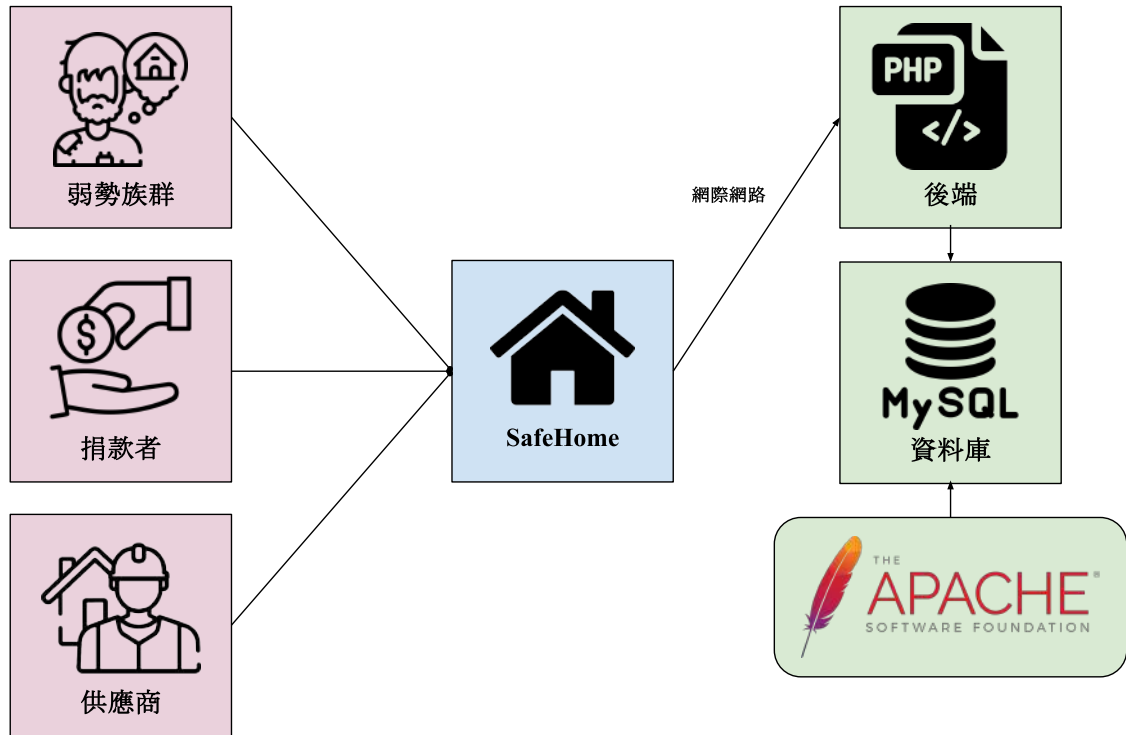 弱勢族群
捐款者
供應商
SafeHome
網際網路
PHP
</>
後端
MySQL
資料庫
THE
APACHE®
SOFTWARE FOUNDATION
$